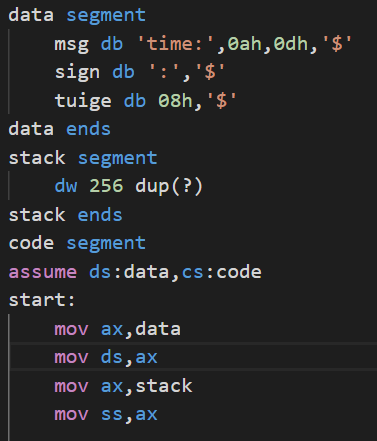 data segment
    msg db 'time:',0ah,0dh,'$'
    sign db ':','$'
    tuige db 08h,'$'
data ends
stack segment
    dw 256 dup(?)
stack ends
code segment
assume ds:data,cs:code
start:
    mov ax,data
    mov ds,ax
    mov ax,stack
    mov ss,ax